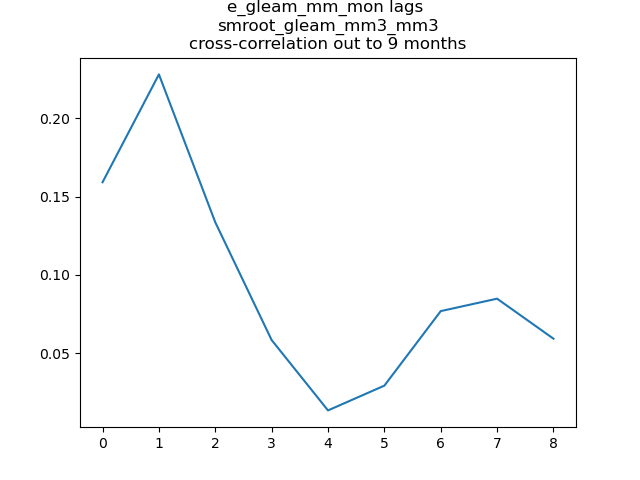 e_gleam_mm_mon lags
smroot_gleam_mm3_mm3
cross-correlation out to 9 months
0.20
0.15
0.10
0.05
0 1 2 3 4 5 6 7 8